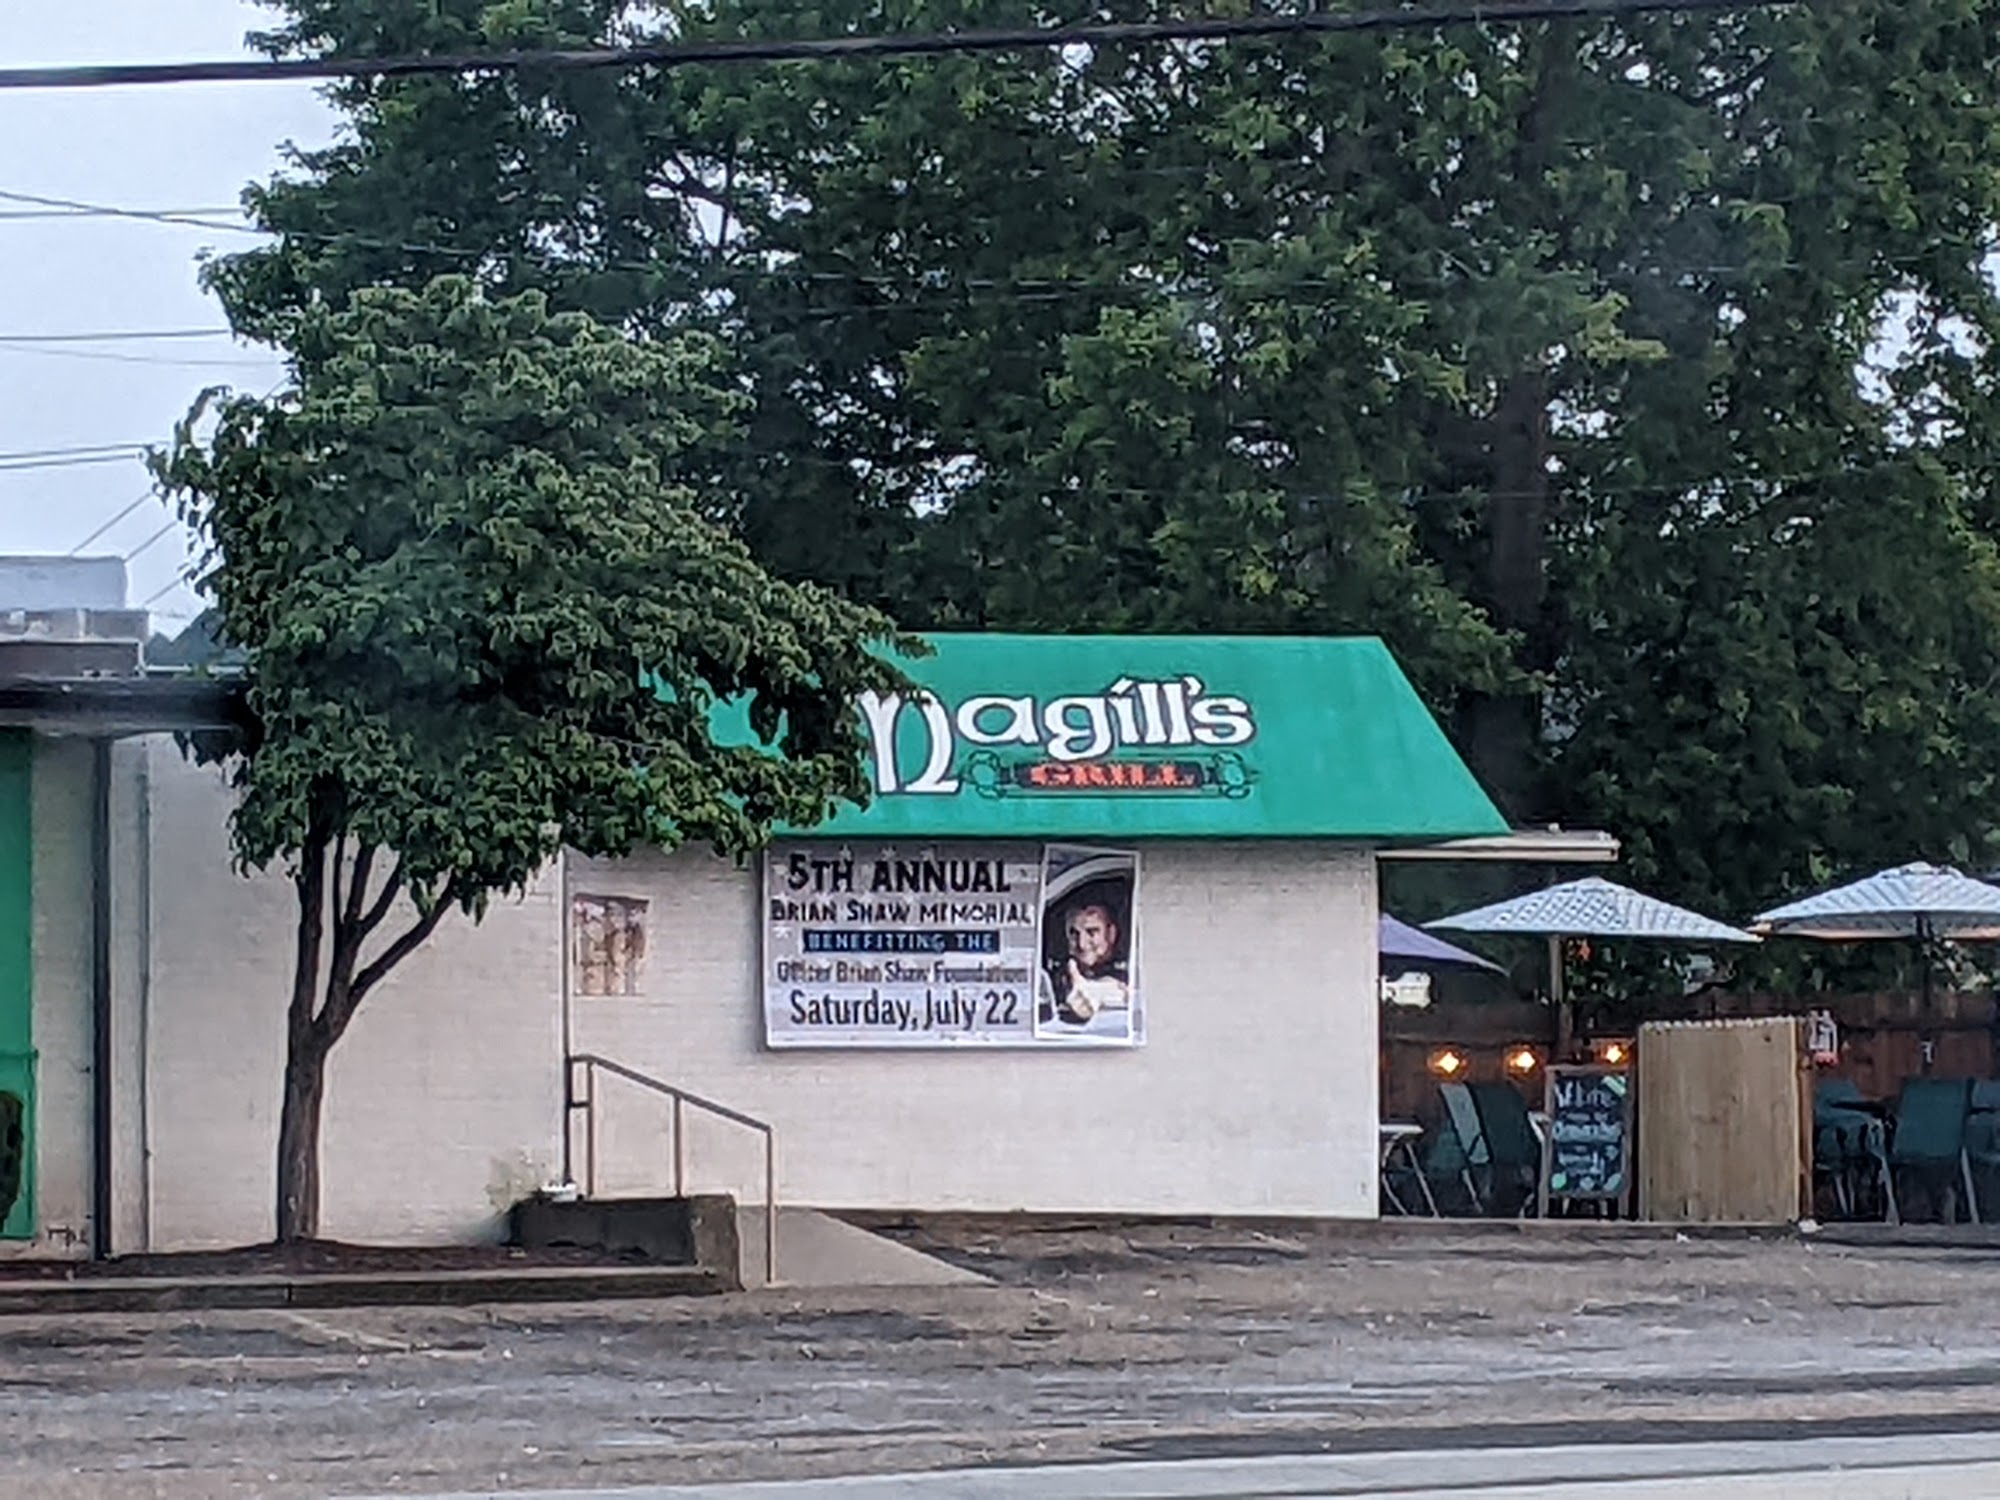 Nagill's
GRILL
5TH ANNUAL
BRIAN SHAW MEMORIAL
BENEFITTING THE
Officer Brian Shaw Foundation
Saturday, July 22